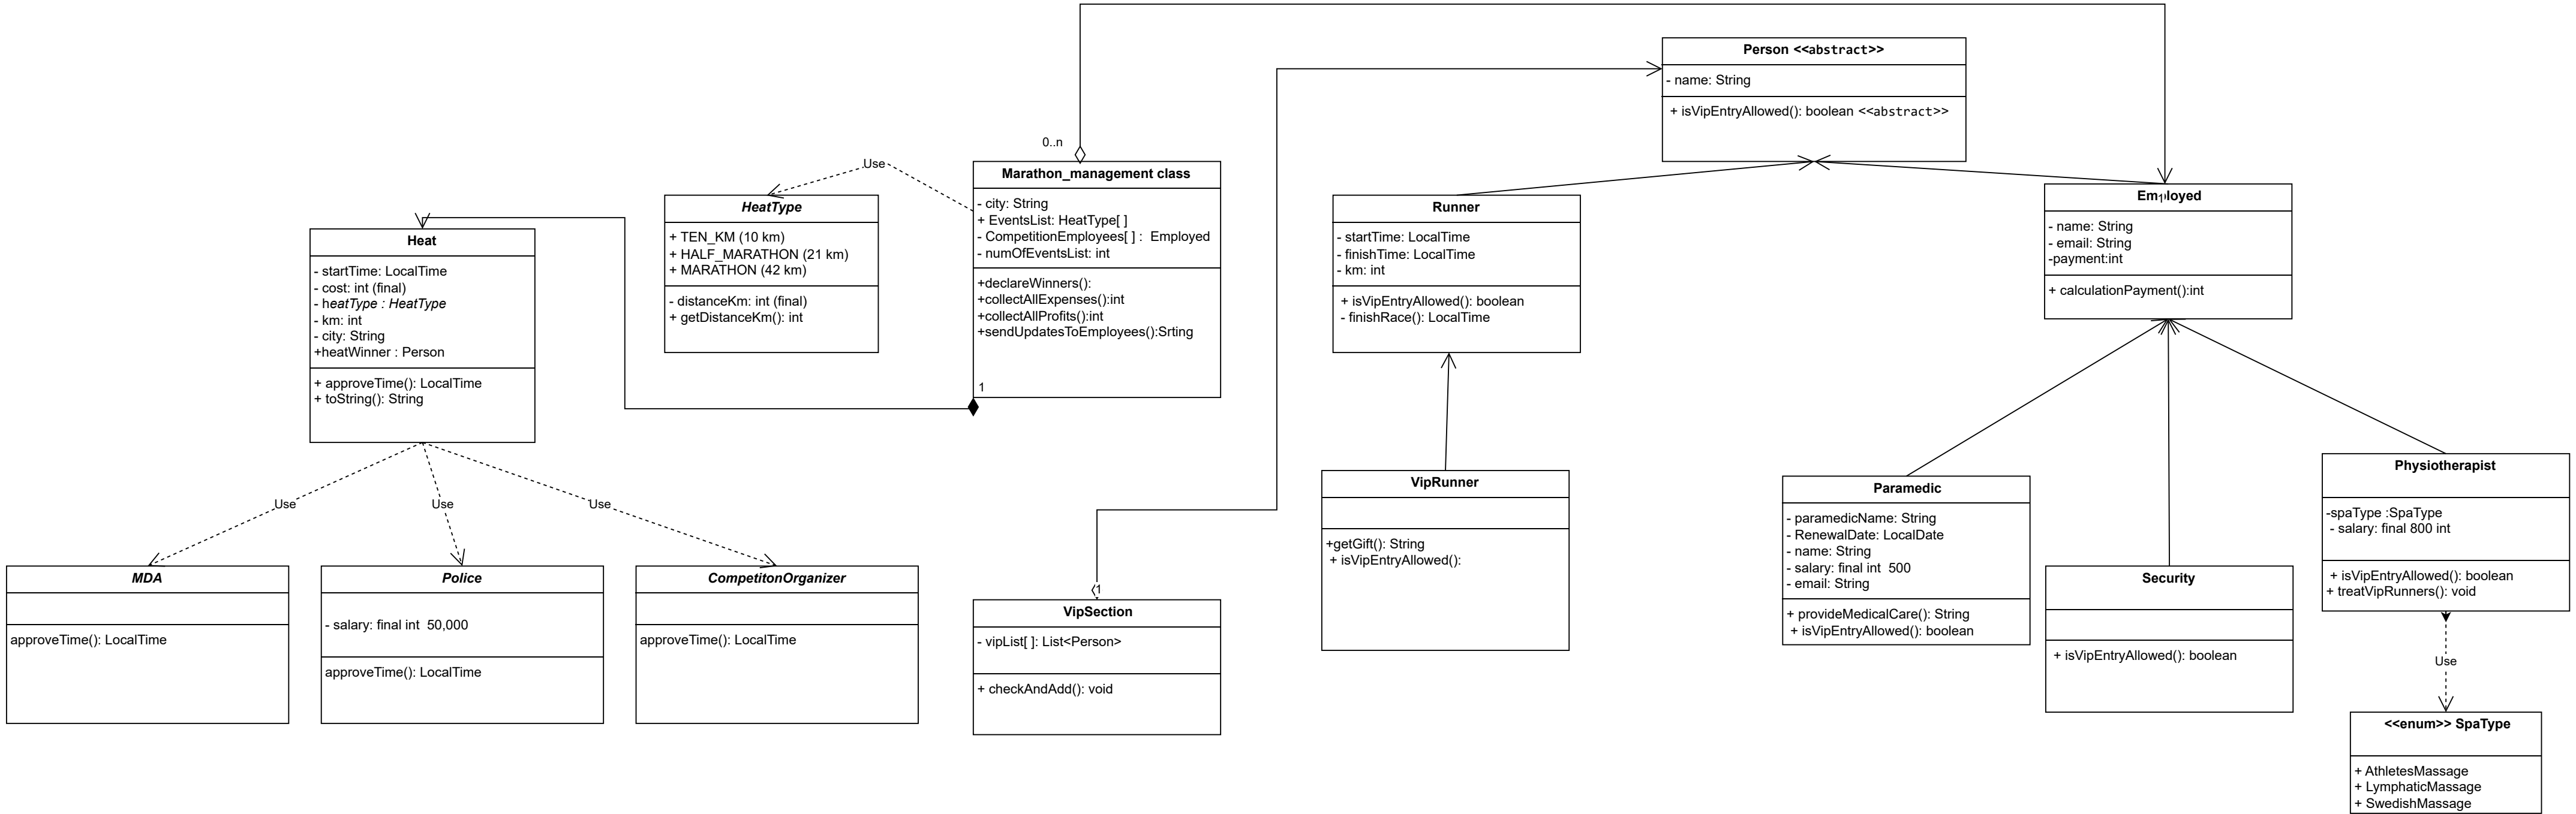 Person <<abstract>>
- name: String
+ isVipEntryAllowed(): boolean <<abstract>>
0..n
Use
Marathon_management class
- city: String
+ EventsList: HeatType[ ]
- CompetitionEmployees[ ] :  Employed
- numOfEventsList: int
+declareWinners():
+collectAllExpenses():int
+collectAllProfits():int
+sendUpdatesToEmployees():Srting
1
HeatType
+ TEN_KM (10 km)
+ HALF_MARATHON (21 km)
+ MARATHON (42 km)
- distanceKm: int (final)
+ getDistanceKm(): int
Runner
- startTime: LocalTime
- finishTime: LocalTime
- km: int
+ isVipEntryAllowed(): boolean
- finishRace(): LocalTime
Employed
1
- name: String
- email: String
-payment:int
+ calculationPayment():int
Heat
- startTime: LocalTime
- cost: int (final)
- heatType : HeatType
- km: int
- city: String
+heatWinner : Person
+ approveTime(): LocalTime
+ toString(): String
Use
Use
Use
MDA
approveTime(): LocalTime
Police
- salary: final int  50,000
approveTime(): LocalTime
CompetitonOrganizer
approveTime(): LocalTime
1
VipSection
- vipList[ ]: List<Person>
+ checkAndAdd(): void
VipRunner
+getGift(): String
+ isVipEntryAllowed():
Paramedic
- paramedicName: String
- RenewalDate: LocalDate
- name: String
- salary: final int  500
- email: String
+ provideMedicalCare(): String
+ isVipEntryAllowed(): boolean
Security
+ isVipEntryAllowed(): boolean
Physiotherapist
-spaType :SpaType
- salary: final 800 int
+ isVipEntryAllowed(): boolean
+ treatVipRunners(): void
Use
<<enum>> SpaType
+ AthletesMassage
+ LymphaticMassage
+ SwedishMassage